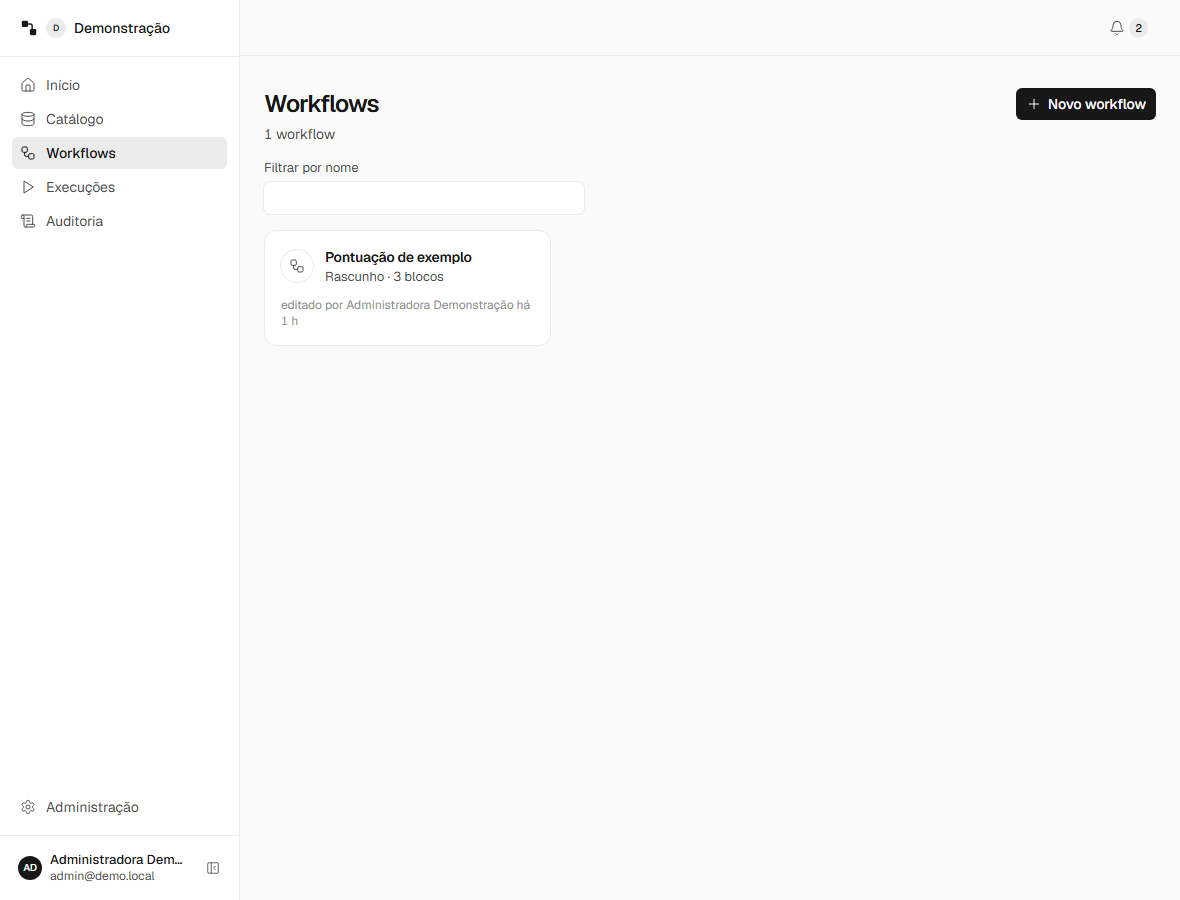 D Demonstração
2
Início
Catálogo
Workflows
Execuções
Auditoria
Workflows
Novo workflow
1 workflow
Filtrar por nome
Pontuação de exemplo
Rascunho · 3 blocos
editado por Administradora Demonstração há
1 h
Administração
AD
Administradora Dem...
admin@demo.local